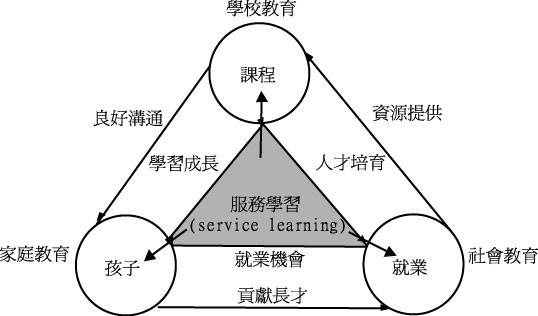 學校教育
課程
良好溝通
資源提供
學習成長
人才培育
服務學習
(service learning)
家庭教育
孩子
就業機會
就業
社會教育
貢獻長才